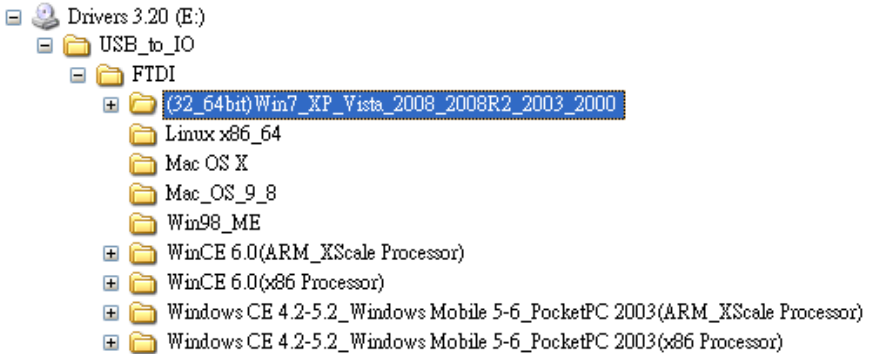 Drivers 3.20 (E:)
USB_to_IO
FTDI
(32_64bit)Win7_XP_Vista_2008_2008R2_2003_2000
Linux x86_64
Mac OS X
Mac_OS_9_8
Win98_ME
WinCE 6.0(ARM_XScale Processor)
WinCE 6.0(x86 Processor)
Windows CE 4.2-5.2_Windows Mobile 5-6_PocketPC 2003(ARM_XScale Processor)
Windows CE 4.2-5.2_Windows Mobile 5-6_PocketPC 2003(x86 Processor)